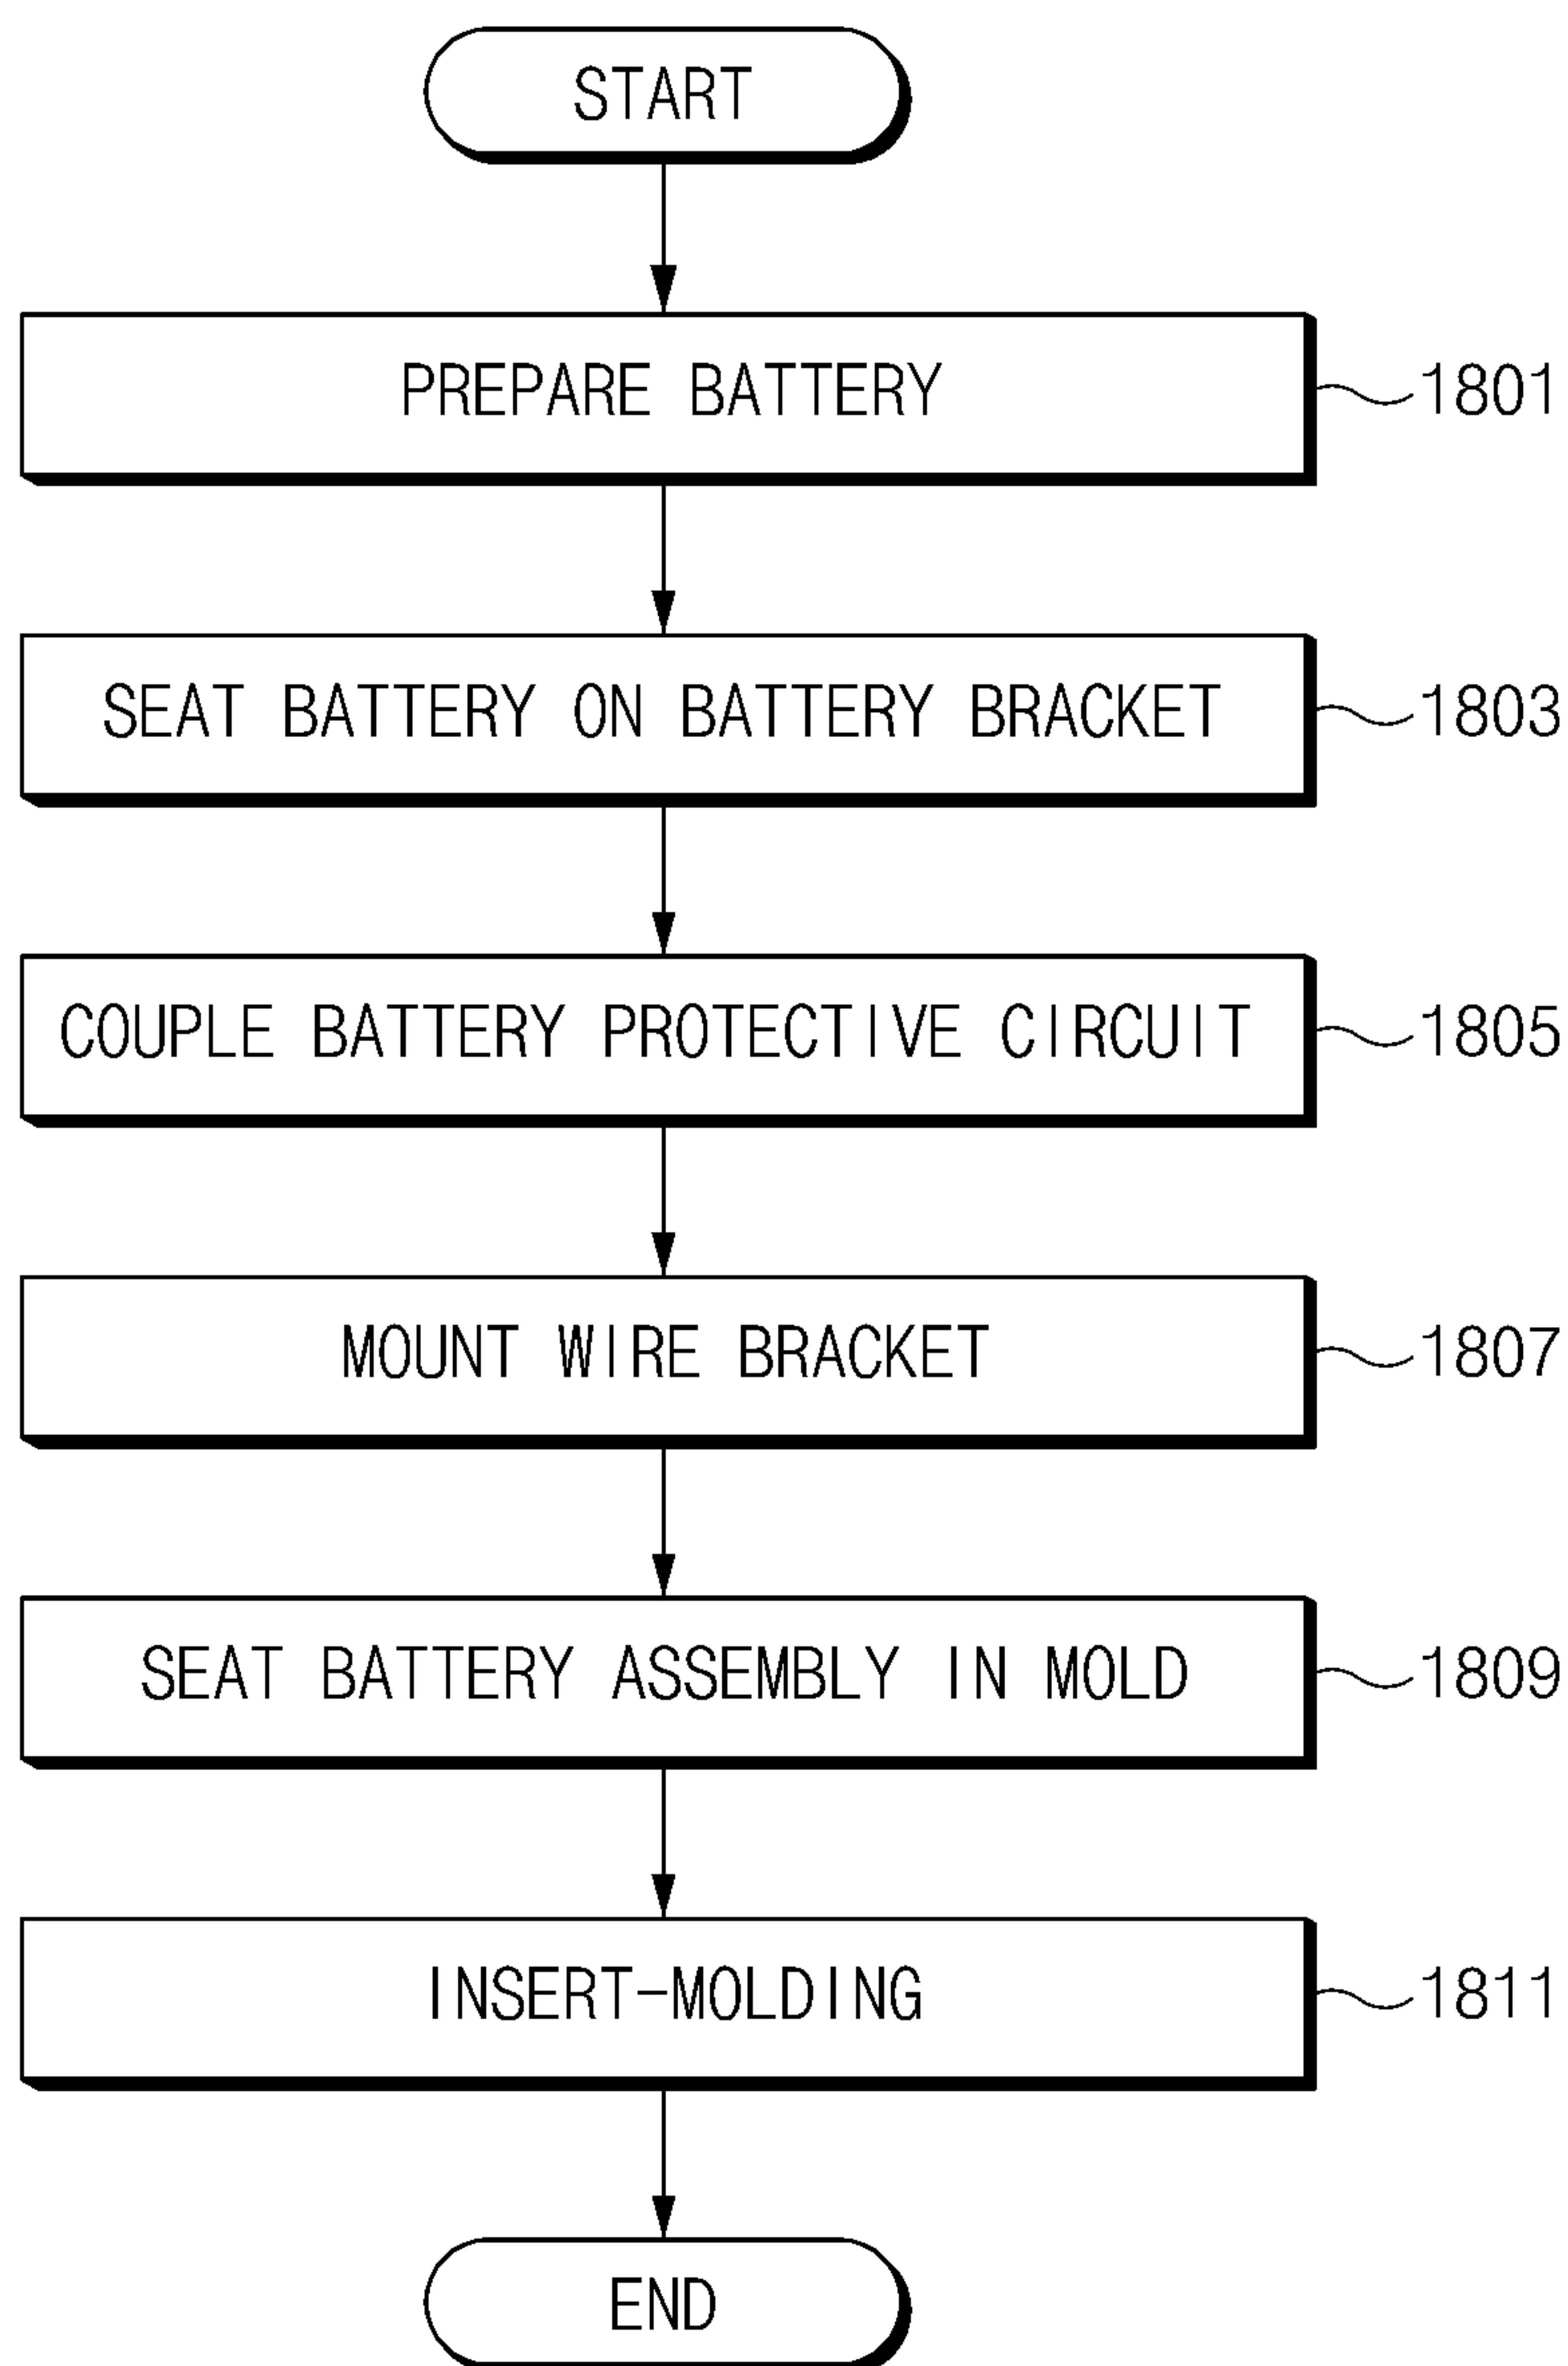 START
PREPARE BATTERY
1801
SEAT BATTERY ON BATTERY BRACKET
1803
COUPLE BATTERY PROTECTIVE CIRCUIT
1805
MOUNT WIRE BRACKET
1807
SEAT BATTERY ASSEMBLY IN MOLD
1809
INSERT-MOLDING
1811
END